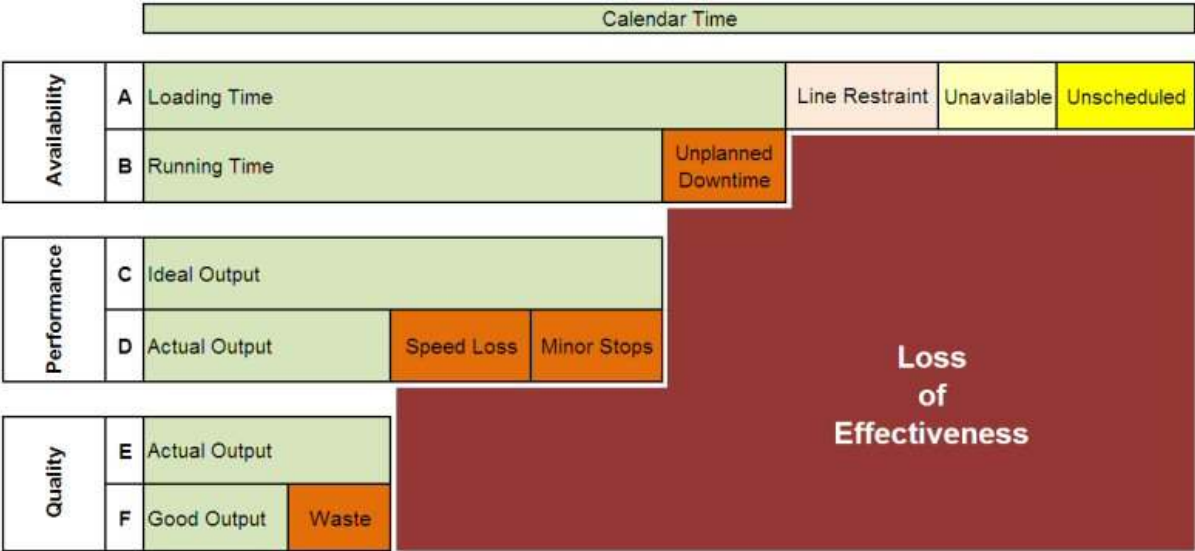 Calendar Time
Availability
A Loading Time Line Restraint Unavailable Unscheduled
B Running Time Unplanned
Downtime
Performance
C Ideal Output
D Actual Output Speed Loss Minor Stops
Loss
of
Effectiveness
Quality
E Actual Output
F Good Output Waste